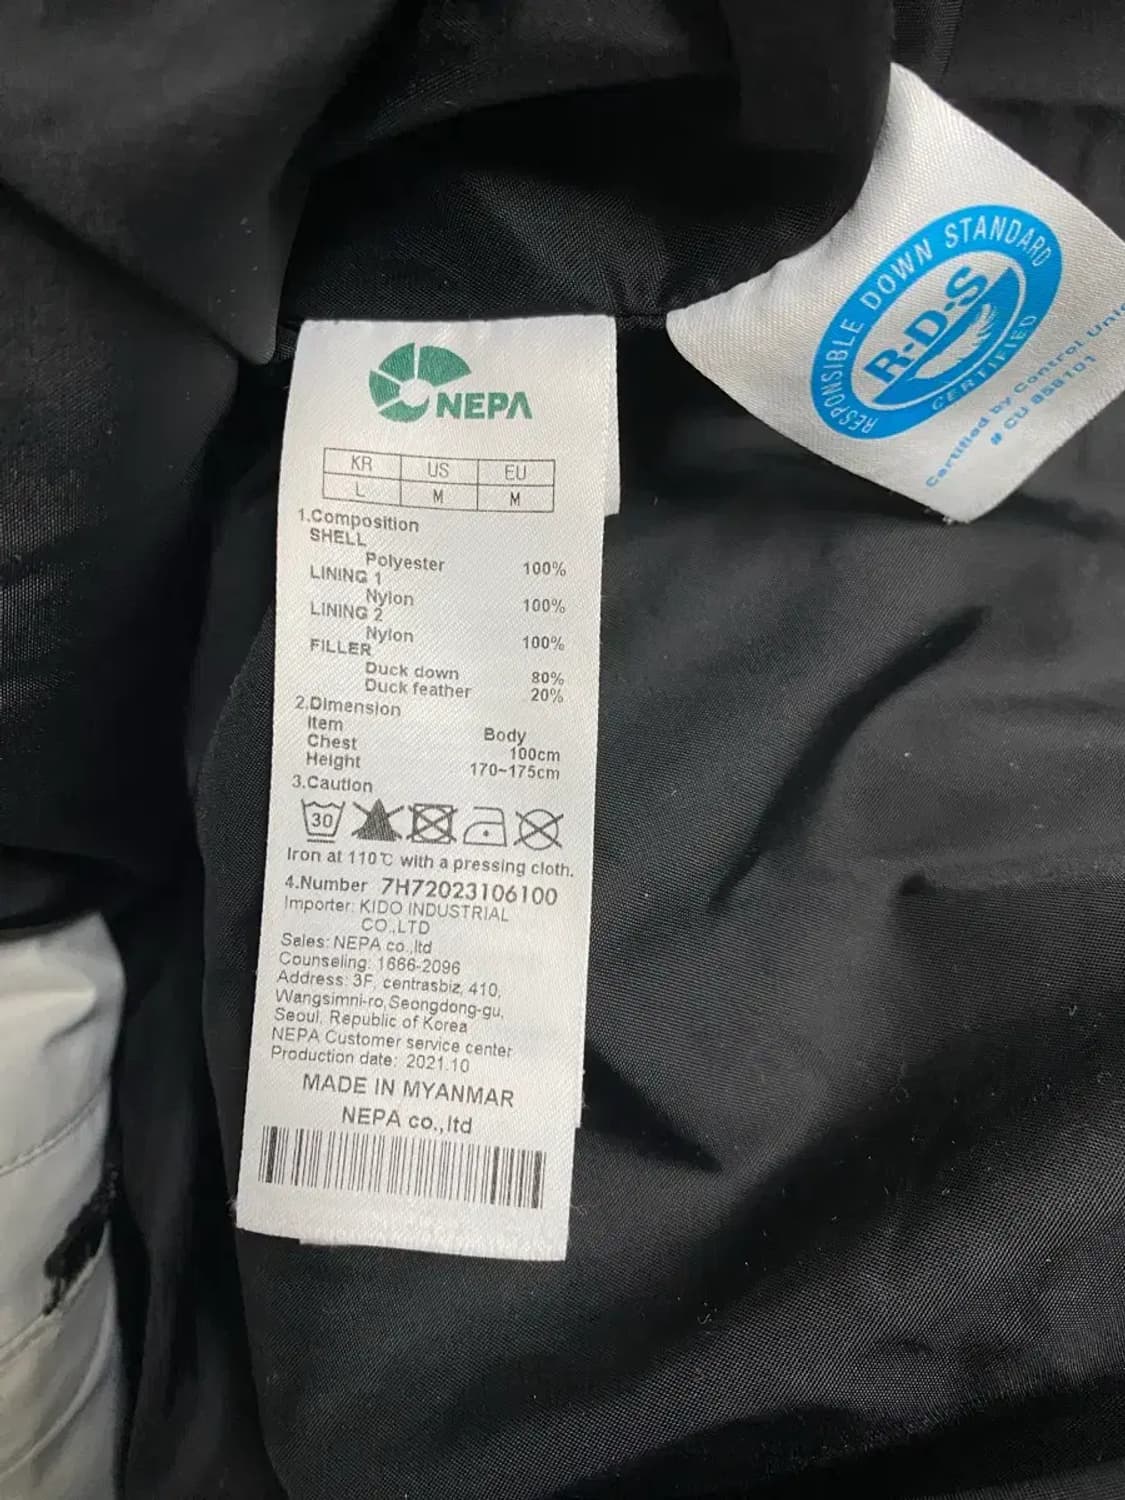 NEPA
KR US EU
L M M
1.Composition
SHELL
Polyester 100%
LINING 1
Nylon 100%
LINING 2
Nylon 100%
FILLER
Duck down 80%
Duck feather 20%
2.Dimension
Item Body
Chest 100cm
Height 170~175cm
3.Caution
30
Iron at 110℃ with a pressing cloth.
4.Number 7H72023106100
Importer: KIDO INDUSTRIAL
CO.,LTD
Sales: NEPA co.,ltd
Counseling: 1666-2096
Address: 3F, centrasbiz, 410,
Wangsimni-ro, Seongdong-gu,
Seoul, Republic of Korea
NEPA Customer service center
Production date: 2021.10
MADE IN MYANMAR
NEPA co.,ltd
RESPONSIBLE DOWN STANDARD
R-D-S
CERTIFIED
Certified by Control
# CU 858101